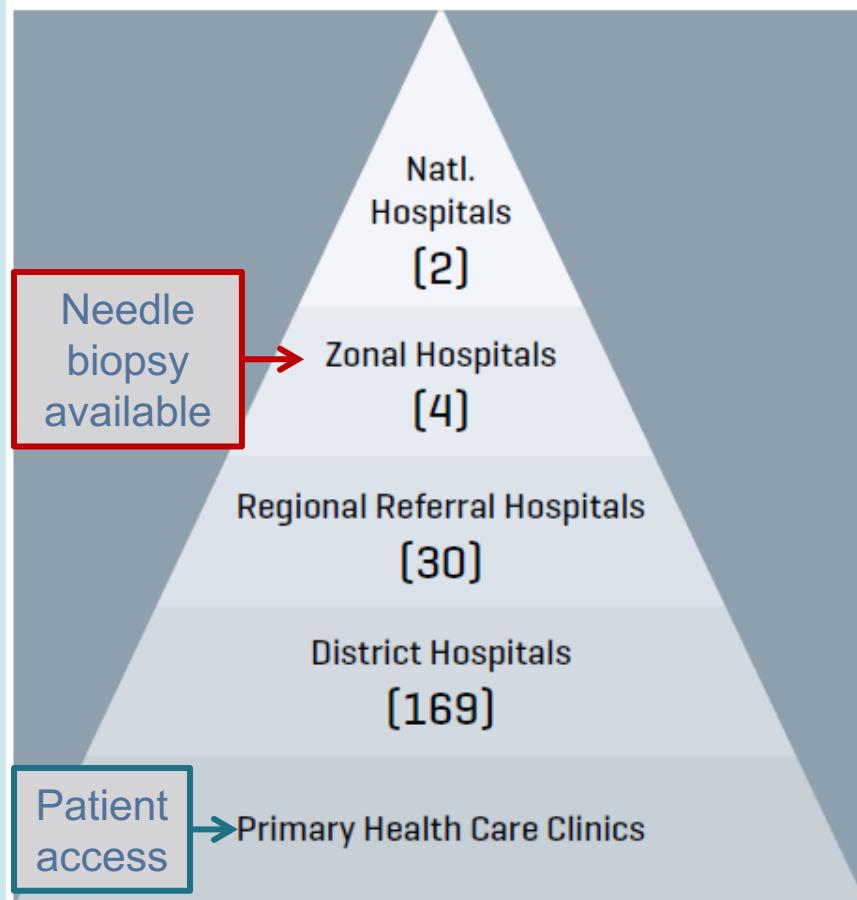 Natl.
Hospitals
(2)
Needle
biopsy
available
Zonal Hospitals
(4)
Regional Referral Hospitals
(30)
District Hospitals
(169)
Patient
access
Primary Health Care Clinics